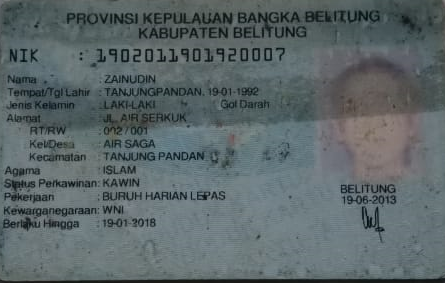 PROVINSI KEPULAUAN BANGKA BELITUNG
KABUPATEN BELITUNG
NIK : 1902011901920007
Nama : ZAINUDIN
Tempat/Tgl Lahir : TANJUNGPANDAN, 19-01-1992
Jenis Kelamin : LAKI-LAKI Gol Darah
Alamat : JL. AIR SERKUK
RT/RW : 002 / 001
Kel/Desa : AIR SAGA
Kecamatan : TANJUNG PANDAN
Agama : ISLAM
Status Perkawinan: KAWIN
Pekerjaan : BURUH HARIAN LEPAS
Kewarganegaraan: WNI
Berlaku Hingga : 19-01-2018
BELITUNG
19-06-2013